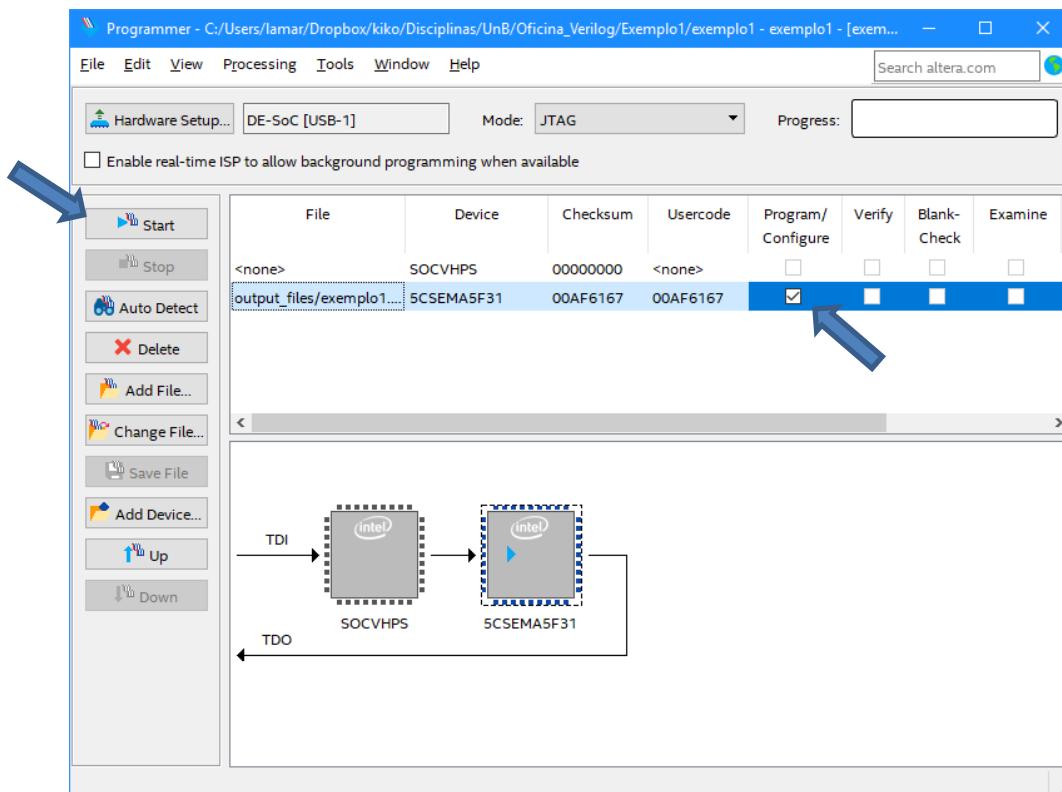 Programmer - C:/Users/lamar/Dropbox/kiko/Disciplinas/UnB/Oficina_Verilog/Exemplo1/exemplo1 - exemplo1 - [exem...
File Edit View Processing Tools Window Help
Search altera.com
Hardware Setup... DE-SoC [USB-1] Mode: JTAG Progress:
Enable real-time ISP to allow background programming when available
Start
Stop
Auto Detect
Delete
Add File...
Change File...
Save File
Add Device...
Up
Down
File Device Checksum Usercode Program/ Verify Blank- Examine
Configure Check
<none> SOCVHPS 00000000 <none>
output_files/exemplo1.... 5CSEMA5F31 00AF6167 00AF6167
intel intel
TDI
SOCVHPS 5CSEMA5F31
TDO